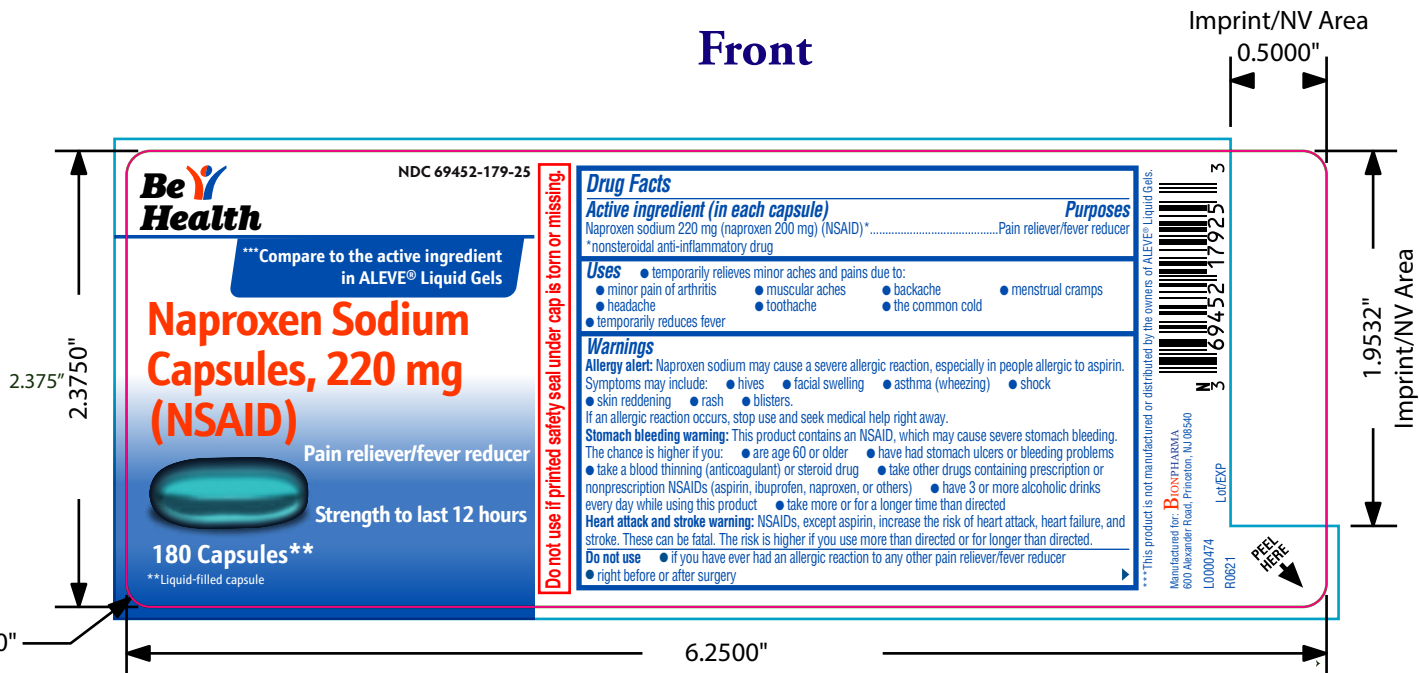 Front
Imprint/NV Area
0.5000"
2.375"
2.3750"
0"
6.2500"
1.9532"
Imprint/NV Area
Be
Health
NDC 69452-179-25
***Compare to the active ingredient
in ALEVE® Liquid Gels
Naproxen Sodium
Capsules, 220 mg
(NSAID)
Pain reliever/fever reducer
Strength to last 12 hours
180 Capsules**
**Liquid-filled capsule
Do not use if printed safety seal under cap is torn or missing.
Drug Facts
Active ingredient (in each capsule) Purposes
Naproxen sodium 220 mg (naproxen 200 mg) (NSAID)*..........................................Pain reliever/fever reducer
*nonsteroidal anti-inflammatory drug
Uses ● temporarily relieves minor aches and pains due to:
● minor pain of arthritis ● muscular aches ● backache ● menstrual cramps
● headache ● toothache ● the common cold
● temporarily reduces fever
Warnings
Allergy alert: Naproxen sodium may cause a severe allergic reaction, especially in people allergic to aspirin.
Symptoms may include: ● hives ● facial swelling ● asthma (wheezing) ● shock
● skin reddening ● rash ● blisters.
If an allergic reaction occurs, stop use and seek medical help right away.
Stomach bleeding warning: This product contains an NSAID, which may cause severe stomach bleeding.
The chance is higher if you: ● are age 60 or older ● have had stomach ulcers or bleeding problems
● take a blood thinning (anticoagulant) or steroid drug ● take other drugs containing prescription or
nonprescription NSAIDs (aspirin, ibuprofen, naproxen, or others) ● have 3 or more alcoholic drinks
every day while using this product ● take more or for a longer time than directed
Heart attack and stroke warning: NSAIDs, except aspirin, increase the risk of heart attack, heart failure, and
stroke. These can be fatal. The risk is higher if you use more than directed or for longer than directed.
Do not use ● if you have ever had an allergic reaction to any other pain reliever/fever reducer
● right before or after surgery
***This product is not manufactured or distributed by the owners of ALEVE® Liquid Gels.
Manufactured for: BIONPHARMA
600 Alexander Road, Princeton, NJ 08540
L0000474
R0621
Lot/EXP
N
3 69452 17925 3
PEEL
HERE